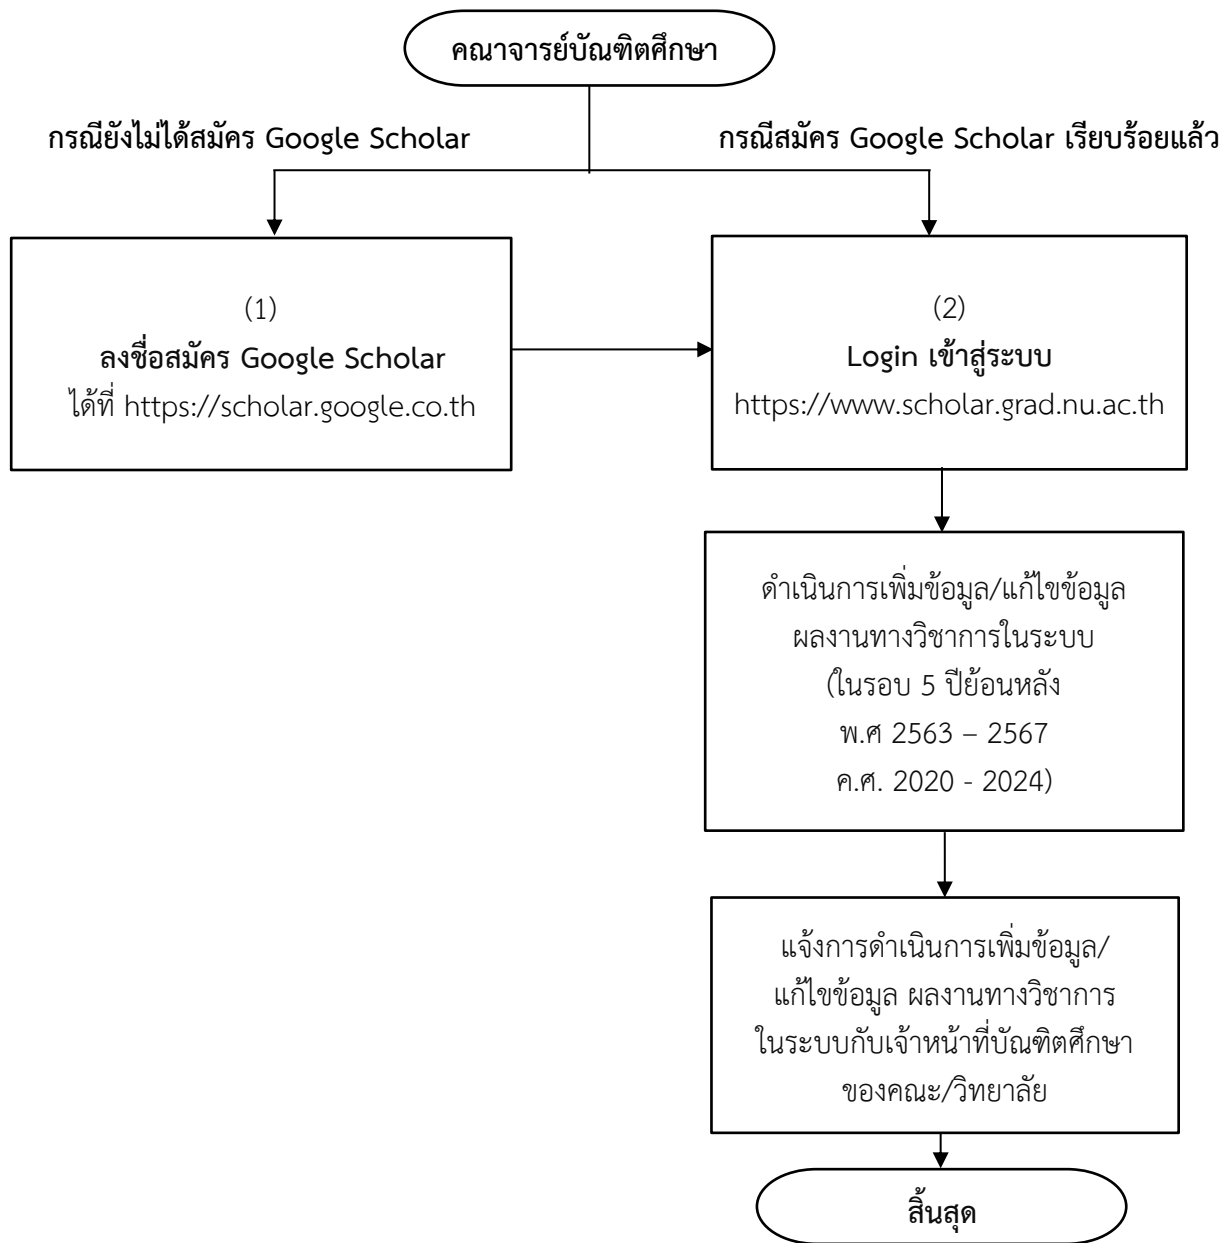 คณาจารย์บัณฑิตศึกษา
กรณียังไม่ได้สมัคร Google Scholar
กรณีสมัคร Google Scholar เรียบร้อยแล้ว
(1)
ลงชื่อสมัคร Google Scholar
ได้ที่ https://scholar.google.co.th
(2)
Login เข้าสู่ระบบ
https://www.scholar.grad.nu.ac.th
ดำเนินการเพิ่มข้อมูล/แก้ไขข้อมูล
ผลงานทางวิชาการในระบบ
(ในรอบ 5 ปีย้อนหลัง
พ.ศ 2563 – 2567
ค.ศ. 2020 - 2024)
แจ้งการดำเนินการเพิ่มข้อมูล/
แก้ไขข้อมูล ผลงานทางวิชาการ
ในระบบกับเจ้าหน้าที่บัณฑิตศึกษา
ของคณะ/วิทยาลัย
สิ้นสุด